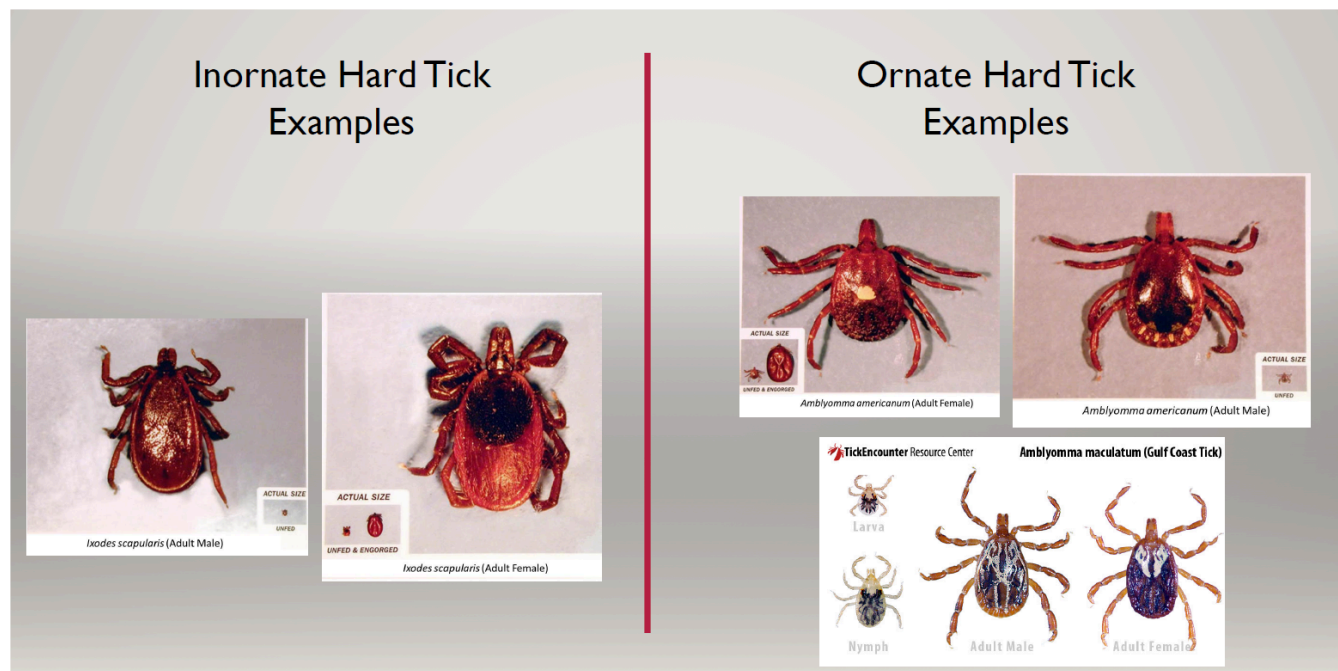 Inornate Hard Tick
Examples
Ornate Hard Tick
Examples
ACTUAL SIZE
UNFED
Ixodes scapularis (Adult Male)
ACTUAL SIZE
UNFED & ENGORGED
Ixodes scapularis (Adult Female)
ACTUAL SIZE
UNFED & ENGORGED
Amblyomma americanum (Adult Female)
ACTUAL SIZE
UNFED
Amblyomma americanum (Adult Male)
TickEncounter Resource Center
Amblyomma maculatum (Gulf Coast Tick)
Larva
Nymph
Adult Male
Adult Female